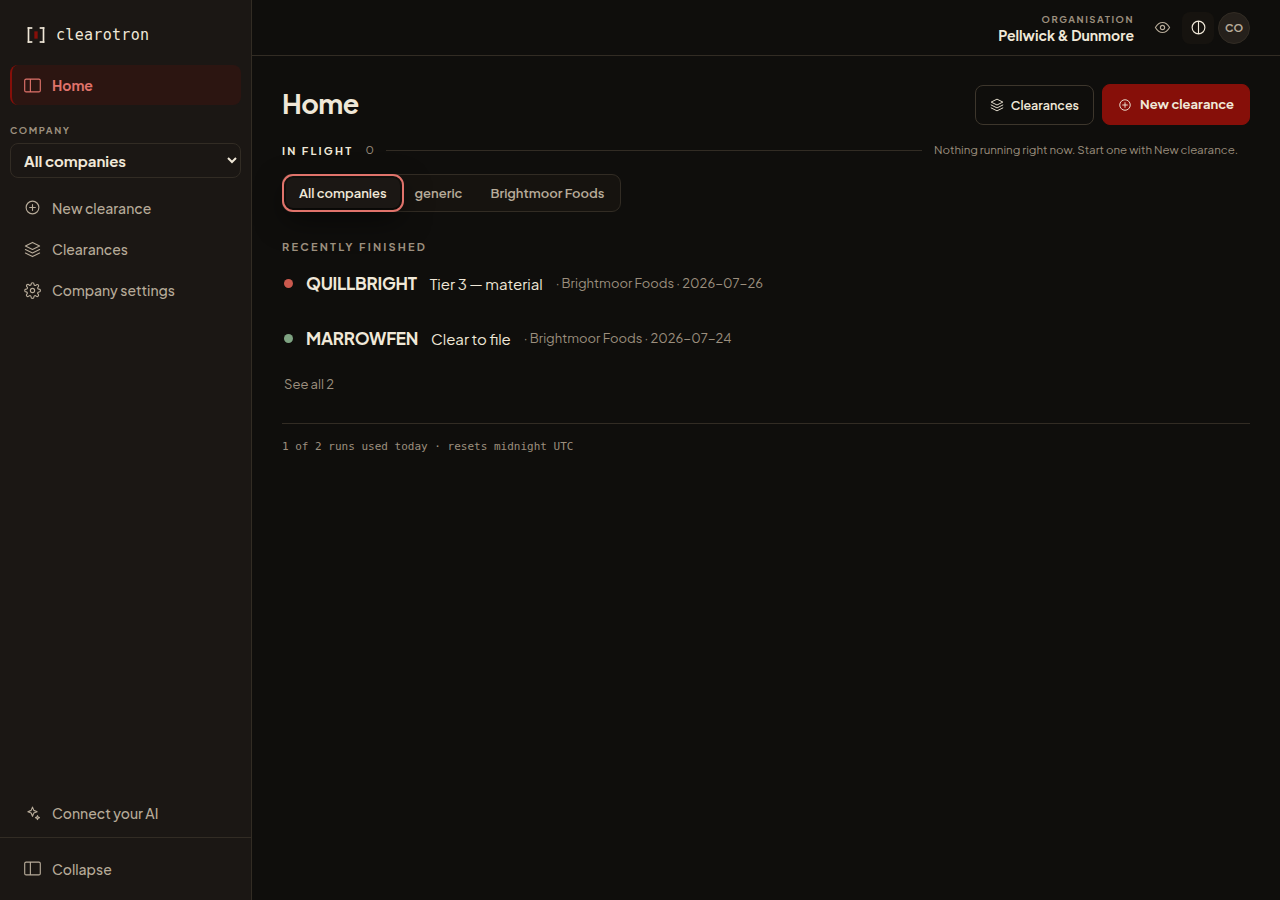 clearotron
ORGANISATION
Pellwick & Dunmore
CO
Home
COMPANY
All companies
New clearance
Clearances
Company settings
Connect your AI
Collapse
Home
Clearances
New clearance
IN FLIGHT 0
Nothing running right now. Start one with New clearance.
All companies generic Brightmoor Foods
RECENTLY FINISHED
QUILLBRIGHT Tier 3 — material · Brightmoor Foods · 2026-07-26
MARROWFEN Clear to file · Brightmoor Foods · 2026-07-24
See all 2
1 of 2 runs used today · resets midnight UTC